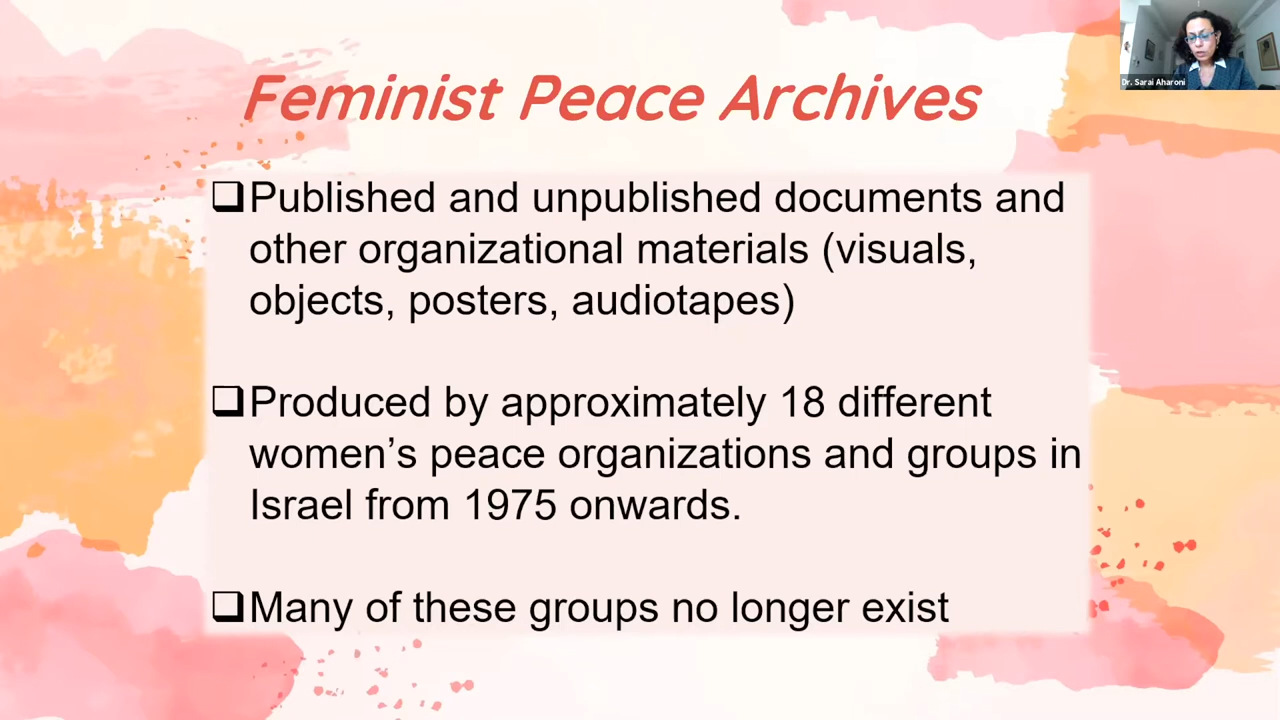 Dr. Sarai Aharoni
Feminist Peace Archives
❑Published and unpublished documents and
other organizational materials (visuals,
objects, posters, audiotapes)
❑Produced by approximately 18 different
women’s peace organizations and groups in
Israel from 1975 onwards.
❑Many of these groups no longer exist